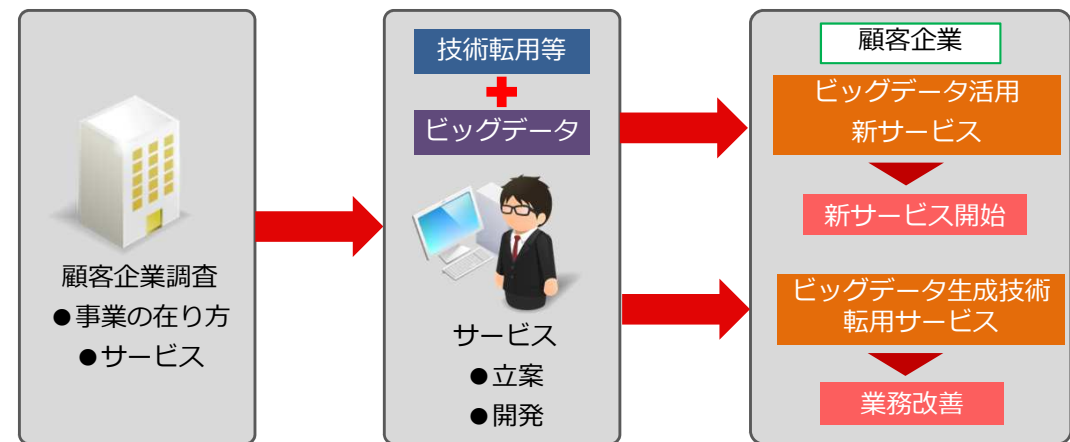 顧客企業調査
●事業の在り方
●サービス
技術転用等
ビッグデータ
サービス
●立案
●開発
顧客企業
ビッグデータ活用
新サービス
新サービス開始
ビッグデータ生成技術
転用サービス
業務改善